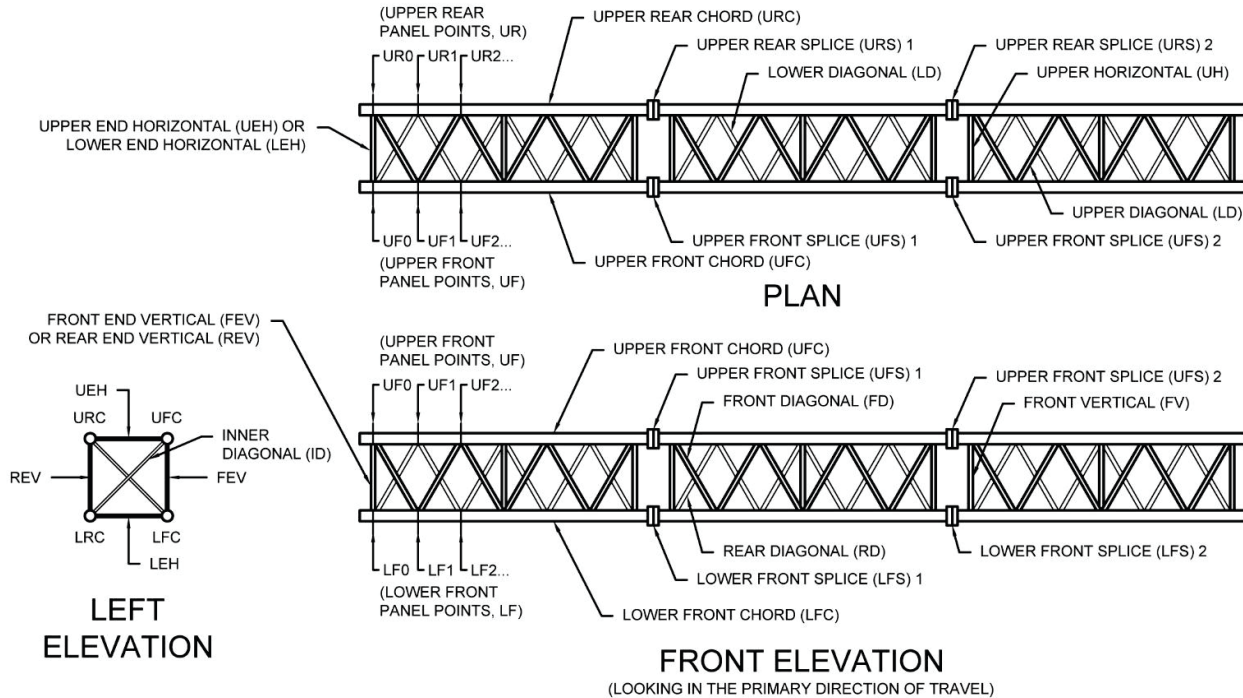 (UPPER REAR
PANEL POINTS, UR)
UR0 UR1 UR2...
UPPER REAR CHORD (URC)
UPPER REAR SPLICE (URS) 1
LOWER DIAGONAL (LD)
UPPER REAR SPLICE (URS) 2
UPPER HORIZONTAL (UH)
UPPER END HORIZONTAL (UEH) OR
LOWER END HORIZONTAL (LEH)
UF0 UF1 UF2...
(UPPER FRONT
PANEL POINTS, UF)
UPPER FRONT SPLICE (UFS) 1
UPPER FRONT CHORD (UFC)
UPPER DIAGONAL (LD)
UPPER FRONT SPLICE (UFS) 2
PLAN
FRONT END VERTICAL (FEV)
OR REAR END VERTICAL (REV)
(UPPER FRONT
PANEL POINTS, UF)
UF0 UF1 UF2...
UPPER FRONT CHORD (UFC)
UPPER FRONT SPLICE (UFS) 1
FRONT DIAGONAL (FD)
UPPER FRONT SPLICE (UFS) 2
FRONT VERTICAL (FV)
UEH
URC UFC
INNER
DIAGONAL (ID)
REV FEV
LRC LFC
LEH
LEFT
ELEVATION
LF0 LF1 LF2...
(LOWER FRONT
PANEL POINTS, LF)
REAR DIAGONAL (RD)
LOWER FRONT SPLICE (LFS) 1
LOWER FRONT CHORD (LFC)
LOWER FRONT SPLICE (LFS) 2
FRONT ELEVATION
(LOOKING IN THE PRIMARY DIRECTION OF TRAVEL)